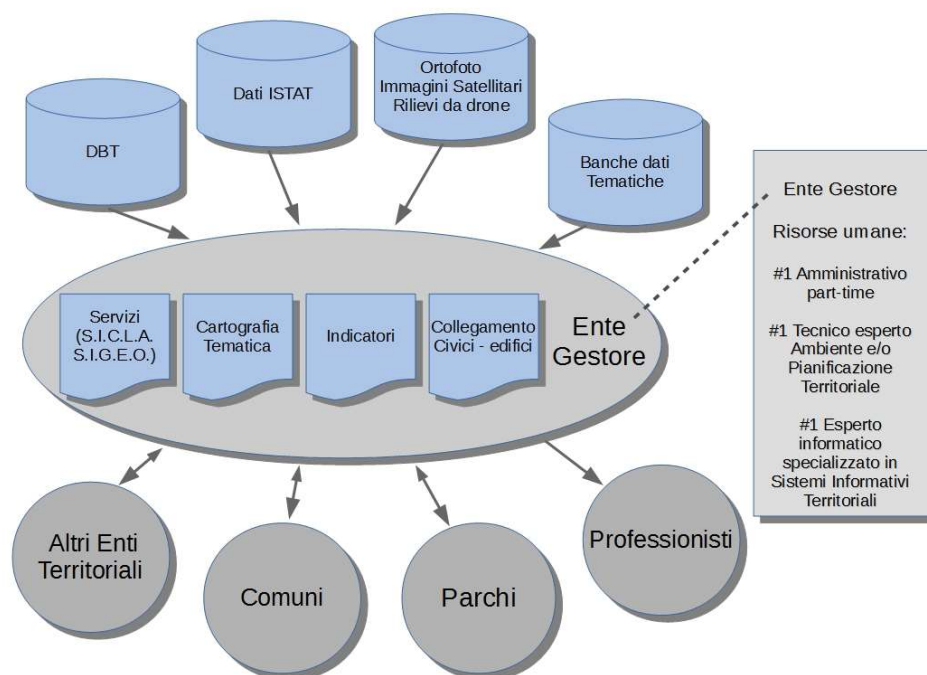 DBT
Dati ISTAT
Ortofoto
Immagini Satellitari
Rilievi da drone
Banche dati
Tematiche
Servizi
(S.I.C.L.A.
S.I.G.E.O.)
Cartografia
Tematica
Indicatori
Collegamento
Civici - edifici
Ente
Gestore
Ente Gestore
Risorse umane:
#1 Amministrativo
part-time
#1 Tecnico esperto
Ambiente e/o
Pianificazione
Territoriale
#1 Esperto
informatico
specializzato in
Sistemi Informativi
Territoriali
Altri Enti
Territoriali
Comuni
Parchi
Professionisti